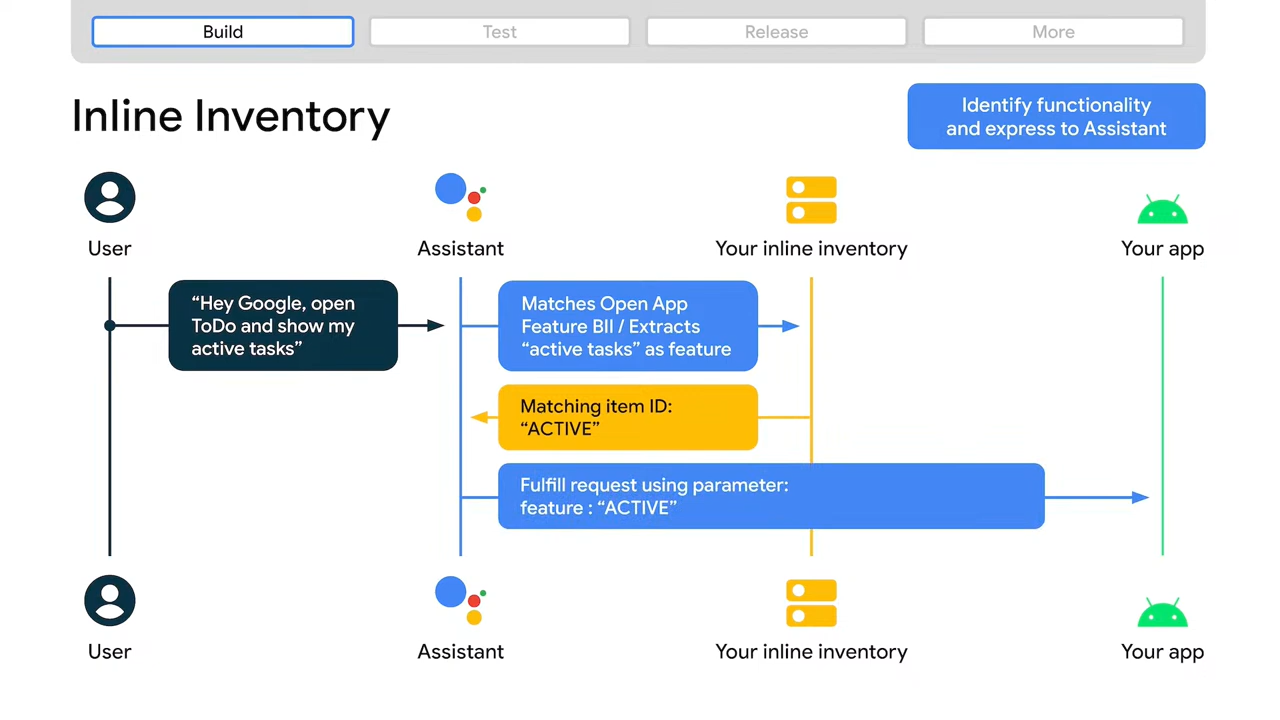 Build
Test
Release
More
Inline Inventory
Identify functionality
and express to Assistant
User
Assistant
Your inline inventory
Your app
“Hey Google, open
ToDo and show my
active tasks”
Matches Open App
Feature BII / Extracts
“active tasks” as feature
Matching item ID:
“ACTIVE”
Fulfill request using parameter:
feature : “ACTIVE”
User
Assistant
Your inline inventory
Your app